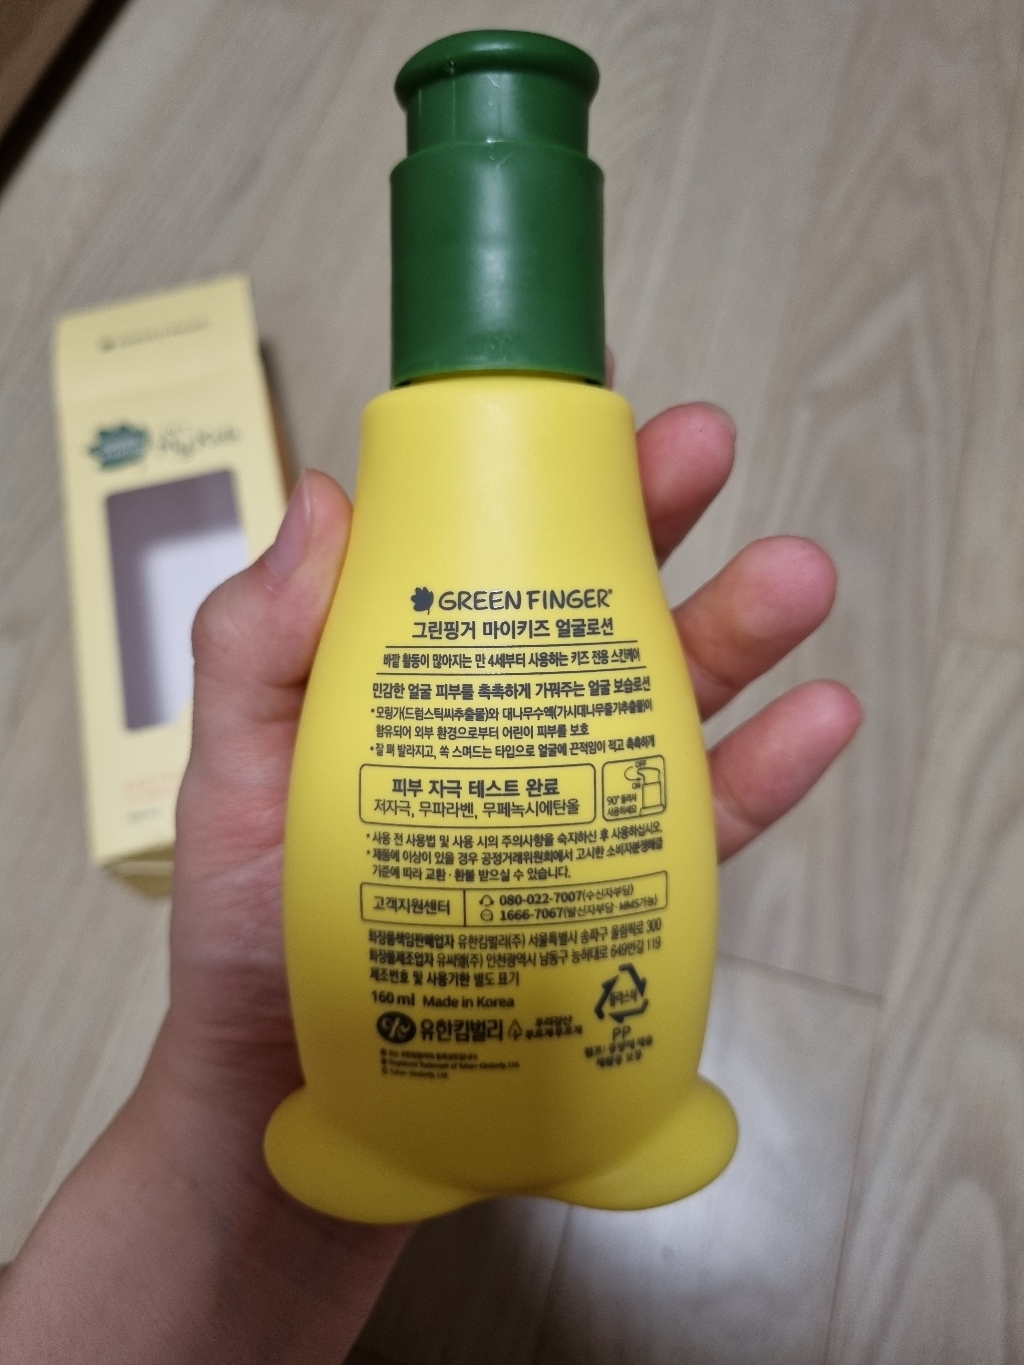 GREEN FINGER
그린핑거 마이키즈 얼굴로션
바깥 활동이 많아지는 만 4세부터 사용하는 키즈 전용 스킨케어
민감한 얼굴 피부를 촉촉하게 가꿔주는 얼굴 보습로션
•모링가(드럼스틱씨추출물)와 대나무수액(가시대나무줄기추출물)이
함유되어 외부 환경으로부터 어린이 피부를 보호
•잘 펴 발라지고, 쏙 스며드는 타입으로 얼굴에 끈적임이 적고 촉촉하게
피부 자극 테스트 완료
저자극, 무파라벤, 무페녹시에탄올
OFF
ON
90° 돌려서
사용하세요
•사용 전 사용법 및 사용 시의 주의사항을 숙지하신 후 사용하십시오.
•제품에 이상이 있을 경우 공정거래위원회에서 고시한 소비자분쟁해결
기준에 따라 교환·환불 받으실 수 있습니다.
고객지원센터
080-022-7007(수신자부담)
1666-7067(발신자부담·MMS가능)
화장품책임판매업자 유한킴벌리(주) 서울특별시 송파구 올림픽로 300
화장품제조업자 유씨엘(주) 인천광역시 남동구 능허대로 649번길 119
제조번호 및 사용기한 별도 표기
160 ml Made in Korea
유한킴벌리
우리강산
푸르게푸르게
플라스틱
PP
My Kids